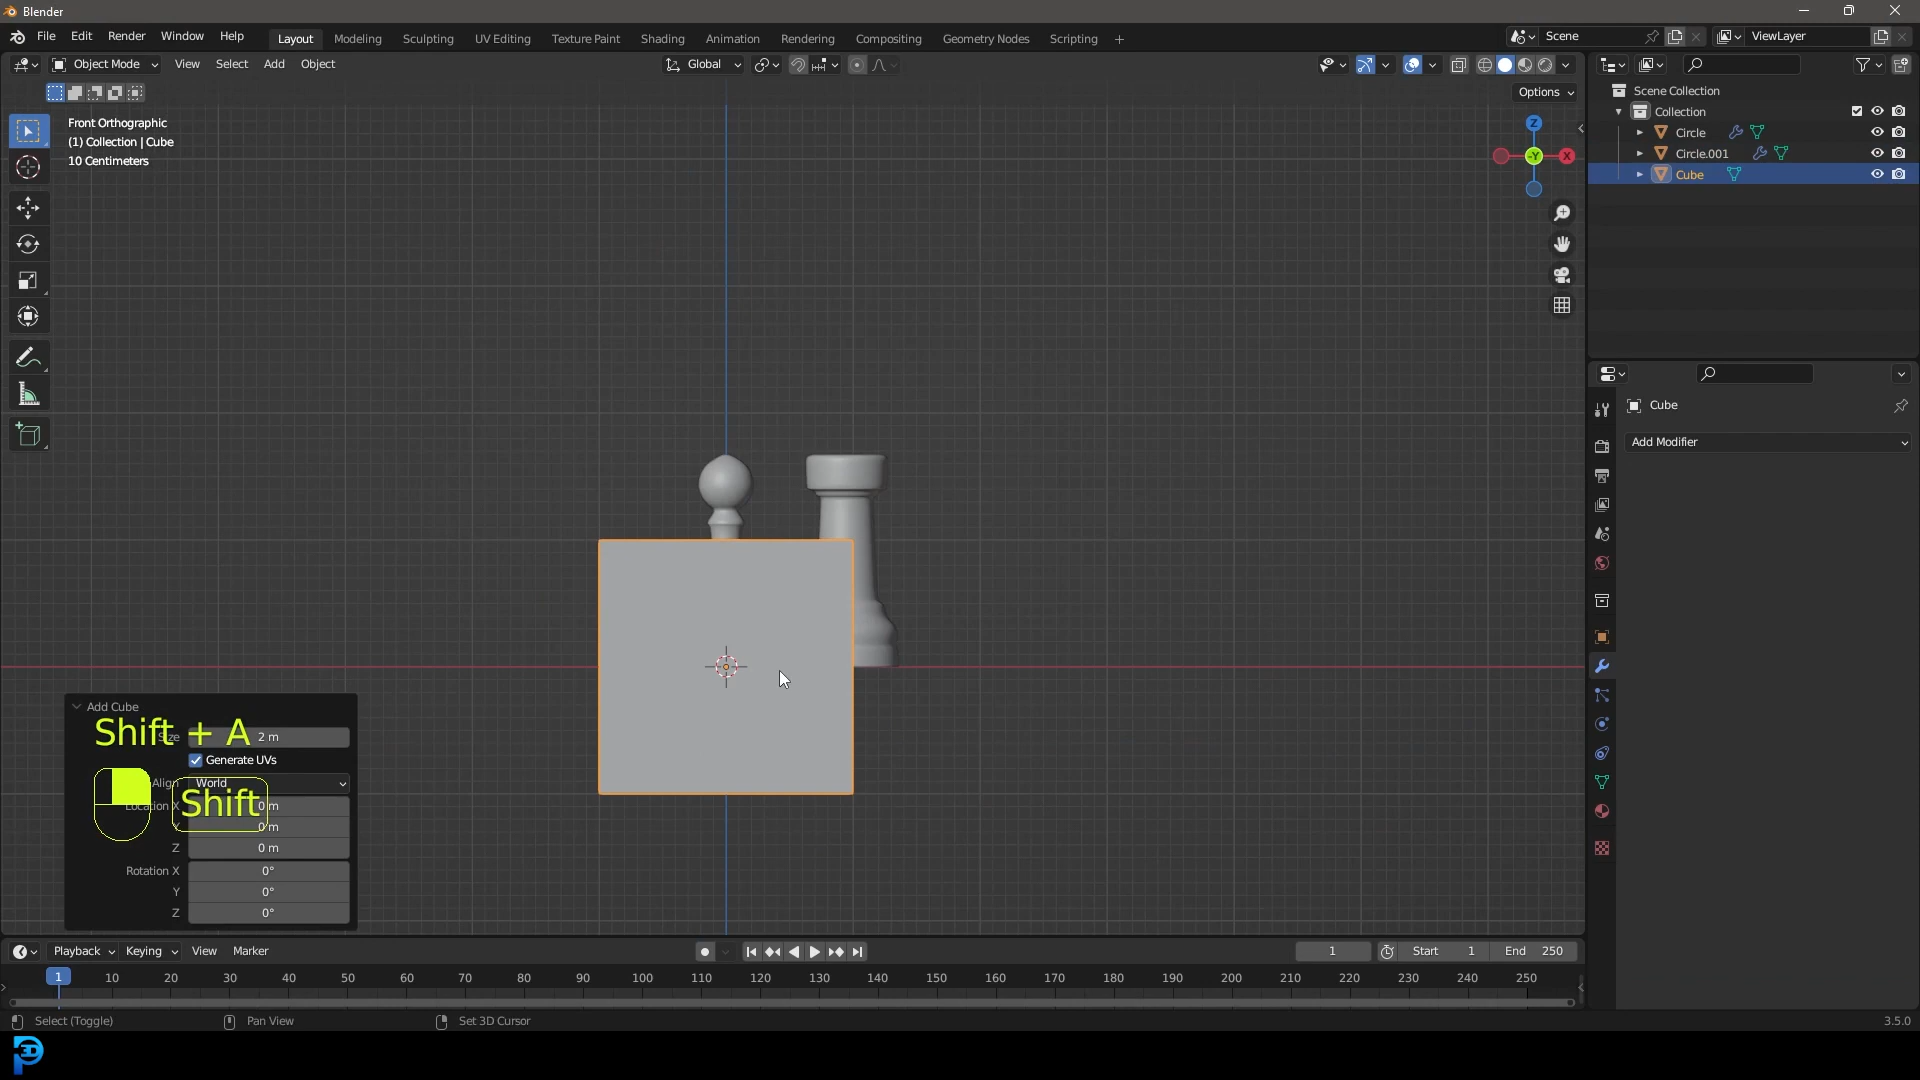 Blender
File Edit Render Window Help
Layout Modeling Sculpting UV Editing Texture Paint Shading Animation Rendering Compositing Geometry Nodes Scripting +
Scene
ViewLayer
Object Mode View Select Add Object
Global
Options
Front Orthographic
(1) Collection | Cube
10 Centimeters
Z
-Y
X
Scene Collection
Collection
Circle
Circle.001
Cube
Cube
Add Modifier
Add Cube
Shift + A
Size 2 m
Generate UVs
Align World
Shift
Location X 0 m
Y 0 m
Z 0 m
Rotation X 0°
Y 0°
Z 0°
Playback Keying View Marker
1 Start 1 End 250
1 10 20 30 40 50 60 70 80 90 100 110 120 130 140 150 160 170 180 190 200 210 220 230 240 250
Select (Toggle) Pan View Set 3D Cursor
3.5.0
3D